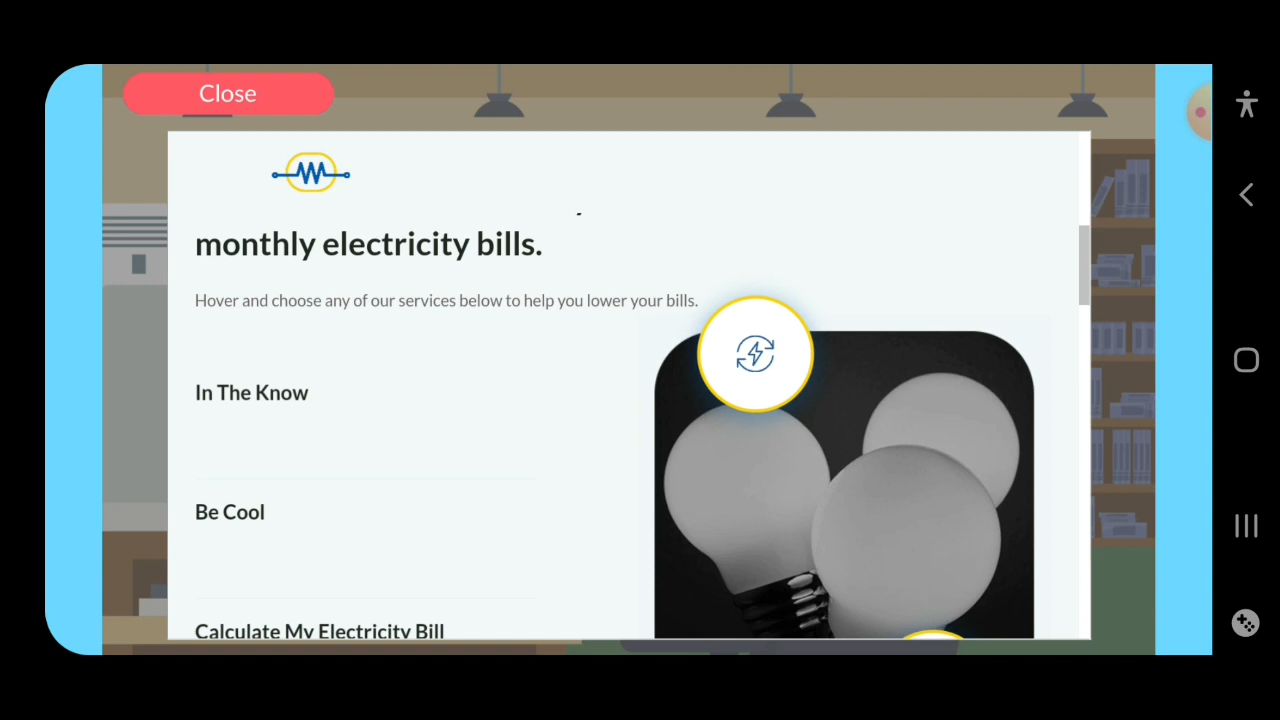 Close
monthly electricity bills.
Hover and choose any of our services below to help you lower your bills.
In The Know
Be Cool
Calculate My Electricity Bill